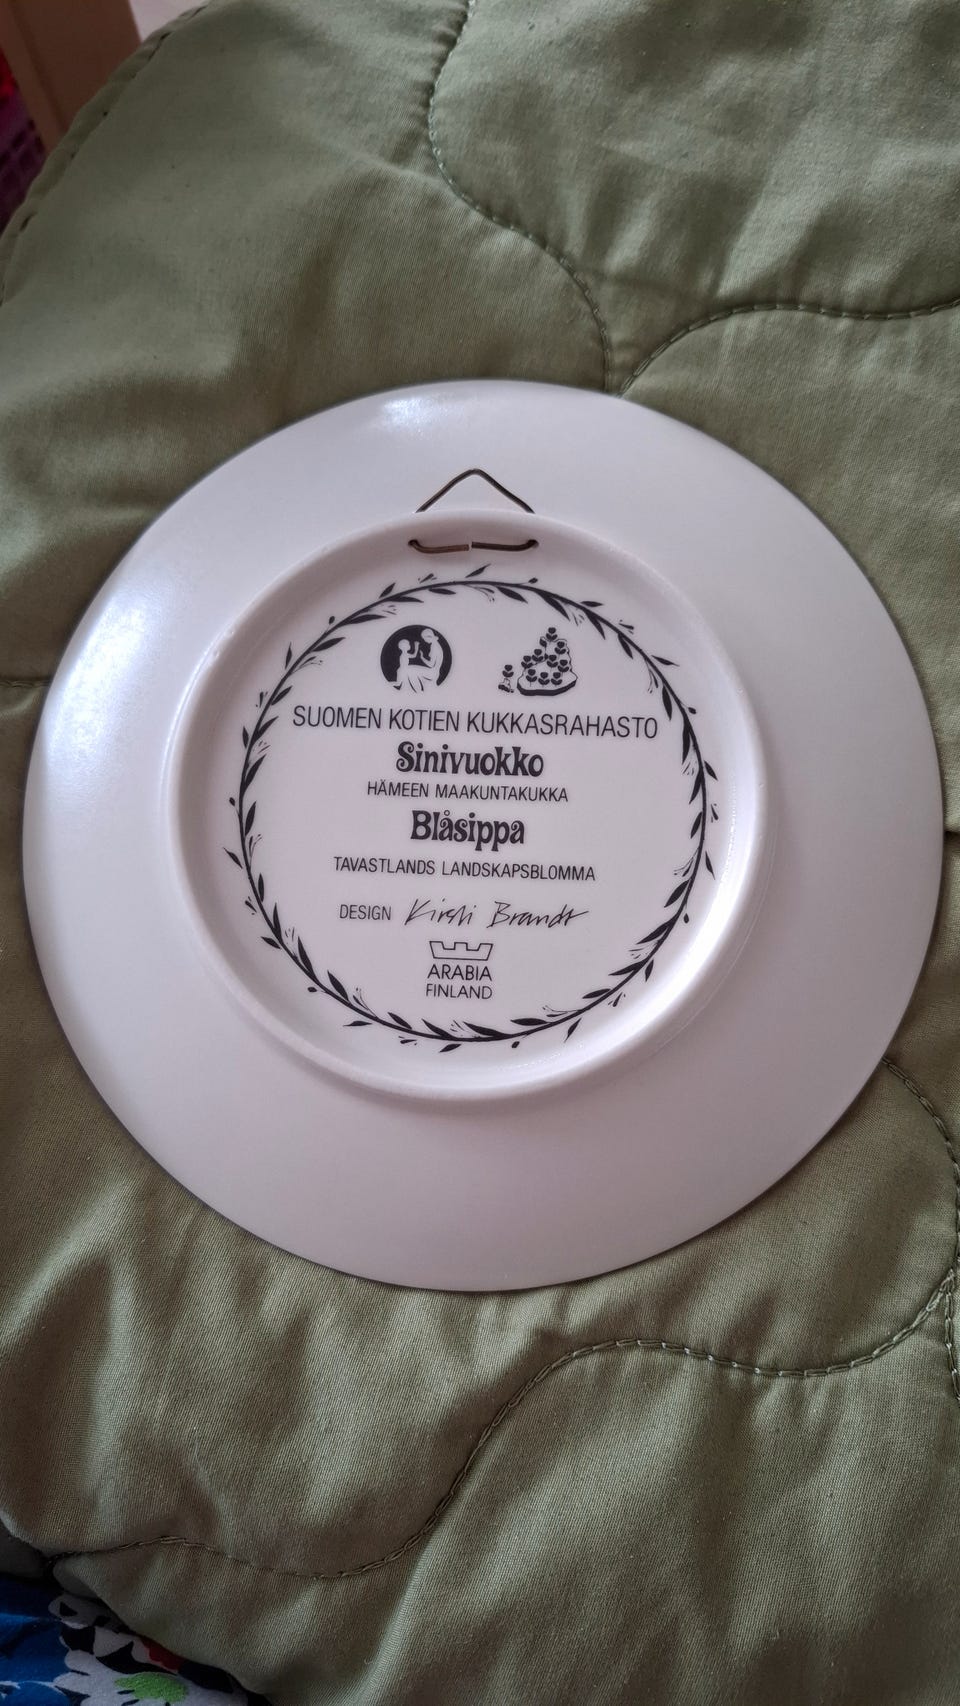 SUOMEN KOTIEN KUKKASRAHASTO
Sinivuokko
HÄMEEN MAAKUNTAKUKKA
Blåsippa
TAVASTLANDS LANDSKAPSBLOMMA
DESIGN Kirsti Brandt
ARABIA
FINLAND